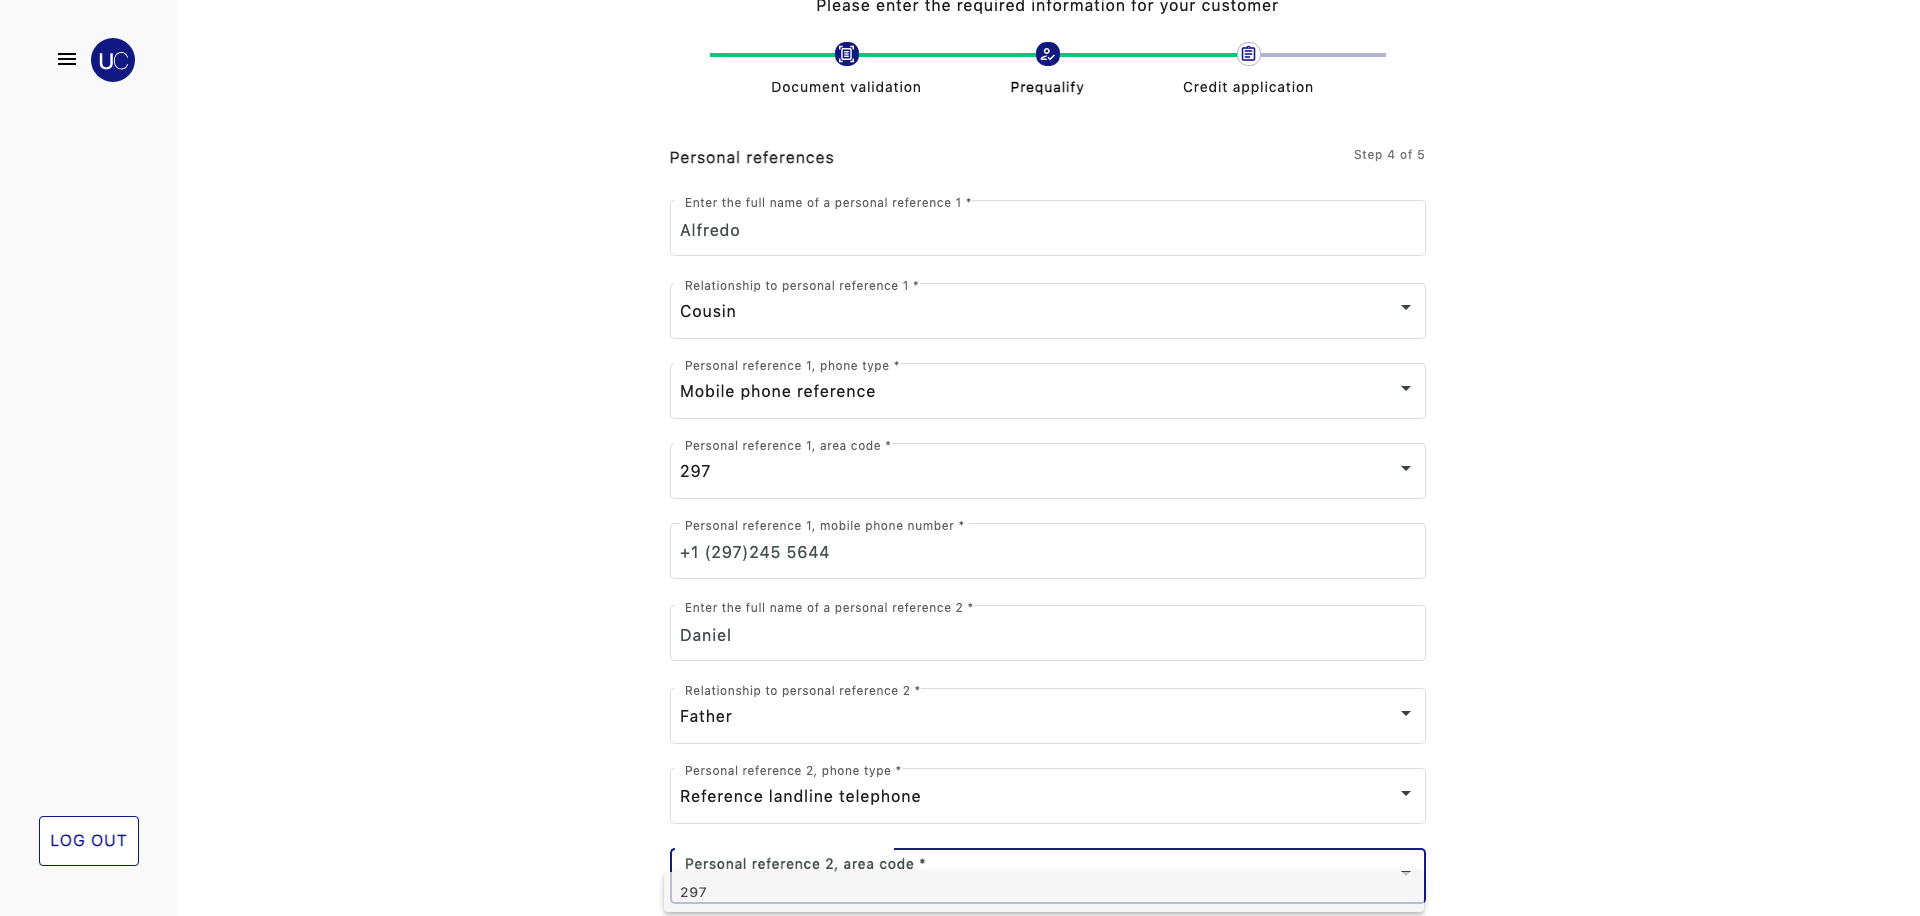 Please enter the required information for your customer
UC
Document validation
Prequalify
Credit application
Personal references
Step 4 of 5
Enter the full name of a personal reference 1 *
Alfredo
Relationship to personal reference 1 *
Cousin
Personal reference 1, phone type *
Mobile phone reference
Personal reference 1, area code *
297
Personal reference 1, mobile phone number *
+1 (297)245 5644
Enter the full name of a personal reference 2 *
Daniel
Relationship to personal reference 2 *
Father
Personal reference 2, phone type *
Reference landline telephone
LOG OUT
Personal reference 2, area code *
297